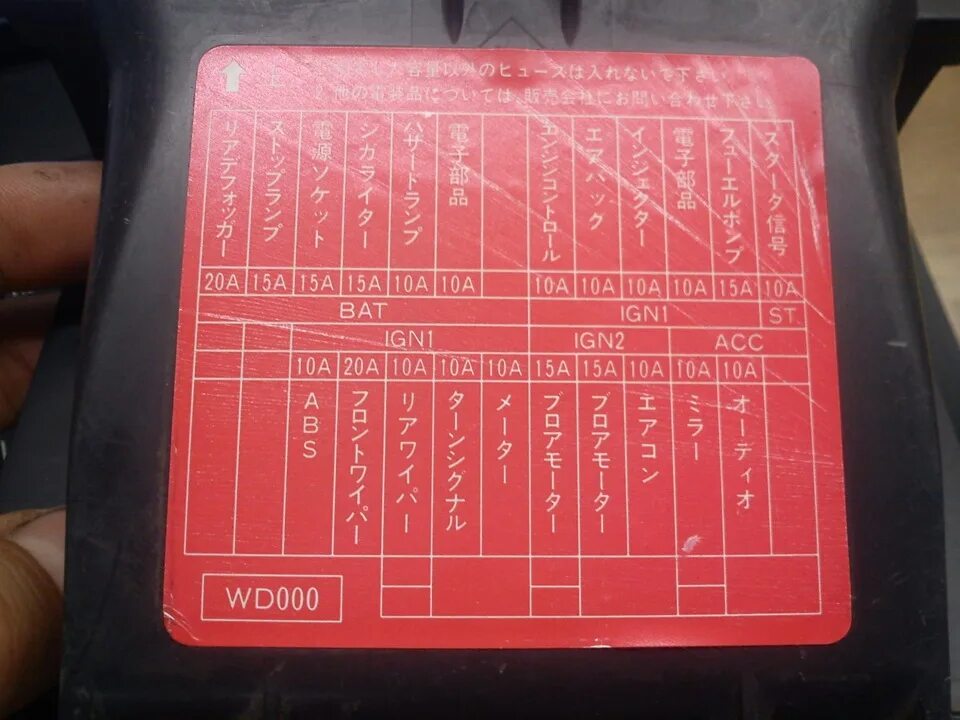 容量以外のヒューズは入れないで下さい
2.他の電装品については、販売会社にお問い合わせ下さい
リアデフォッガー
ストップランプ
電源ソケット
シガライター
ハザードランプ
電子部品
エンジンコントロール
エアバッグ
インジェクター
電子部品
フューエルポンプ
スタータ信号
20A 15A 15A 15A 10A 10A 10A 10A 10A 10A 15A 10A
BAT IGN1 ST.
IGN1 IGN2 ACC
10A 20A 10A 10A 10A 15A 15A 10A 10A 10A
ABS
フロントワイパー
リアワイパー
ターンシグナル
メーター
ブロアモーター
ブロアモーター
エアコン
ミラー
オーディオ
WD000